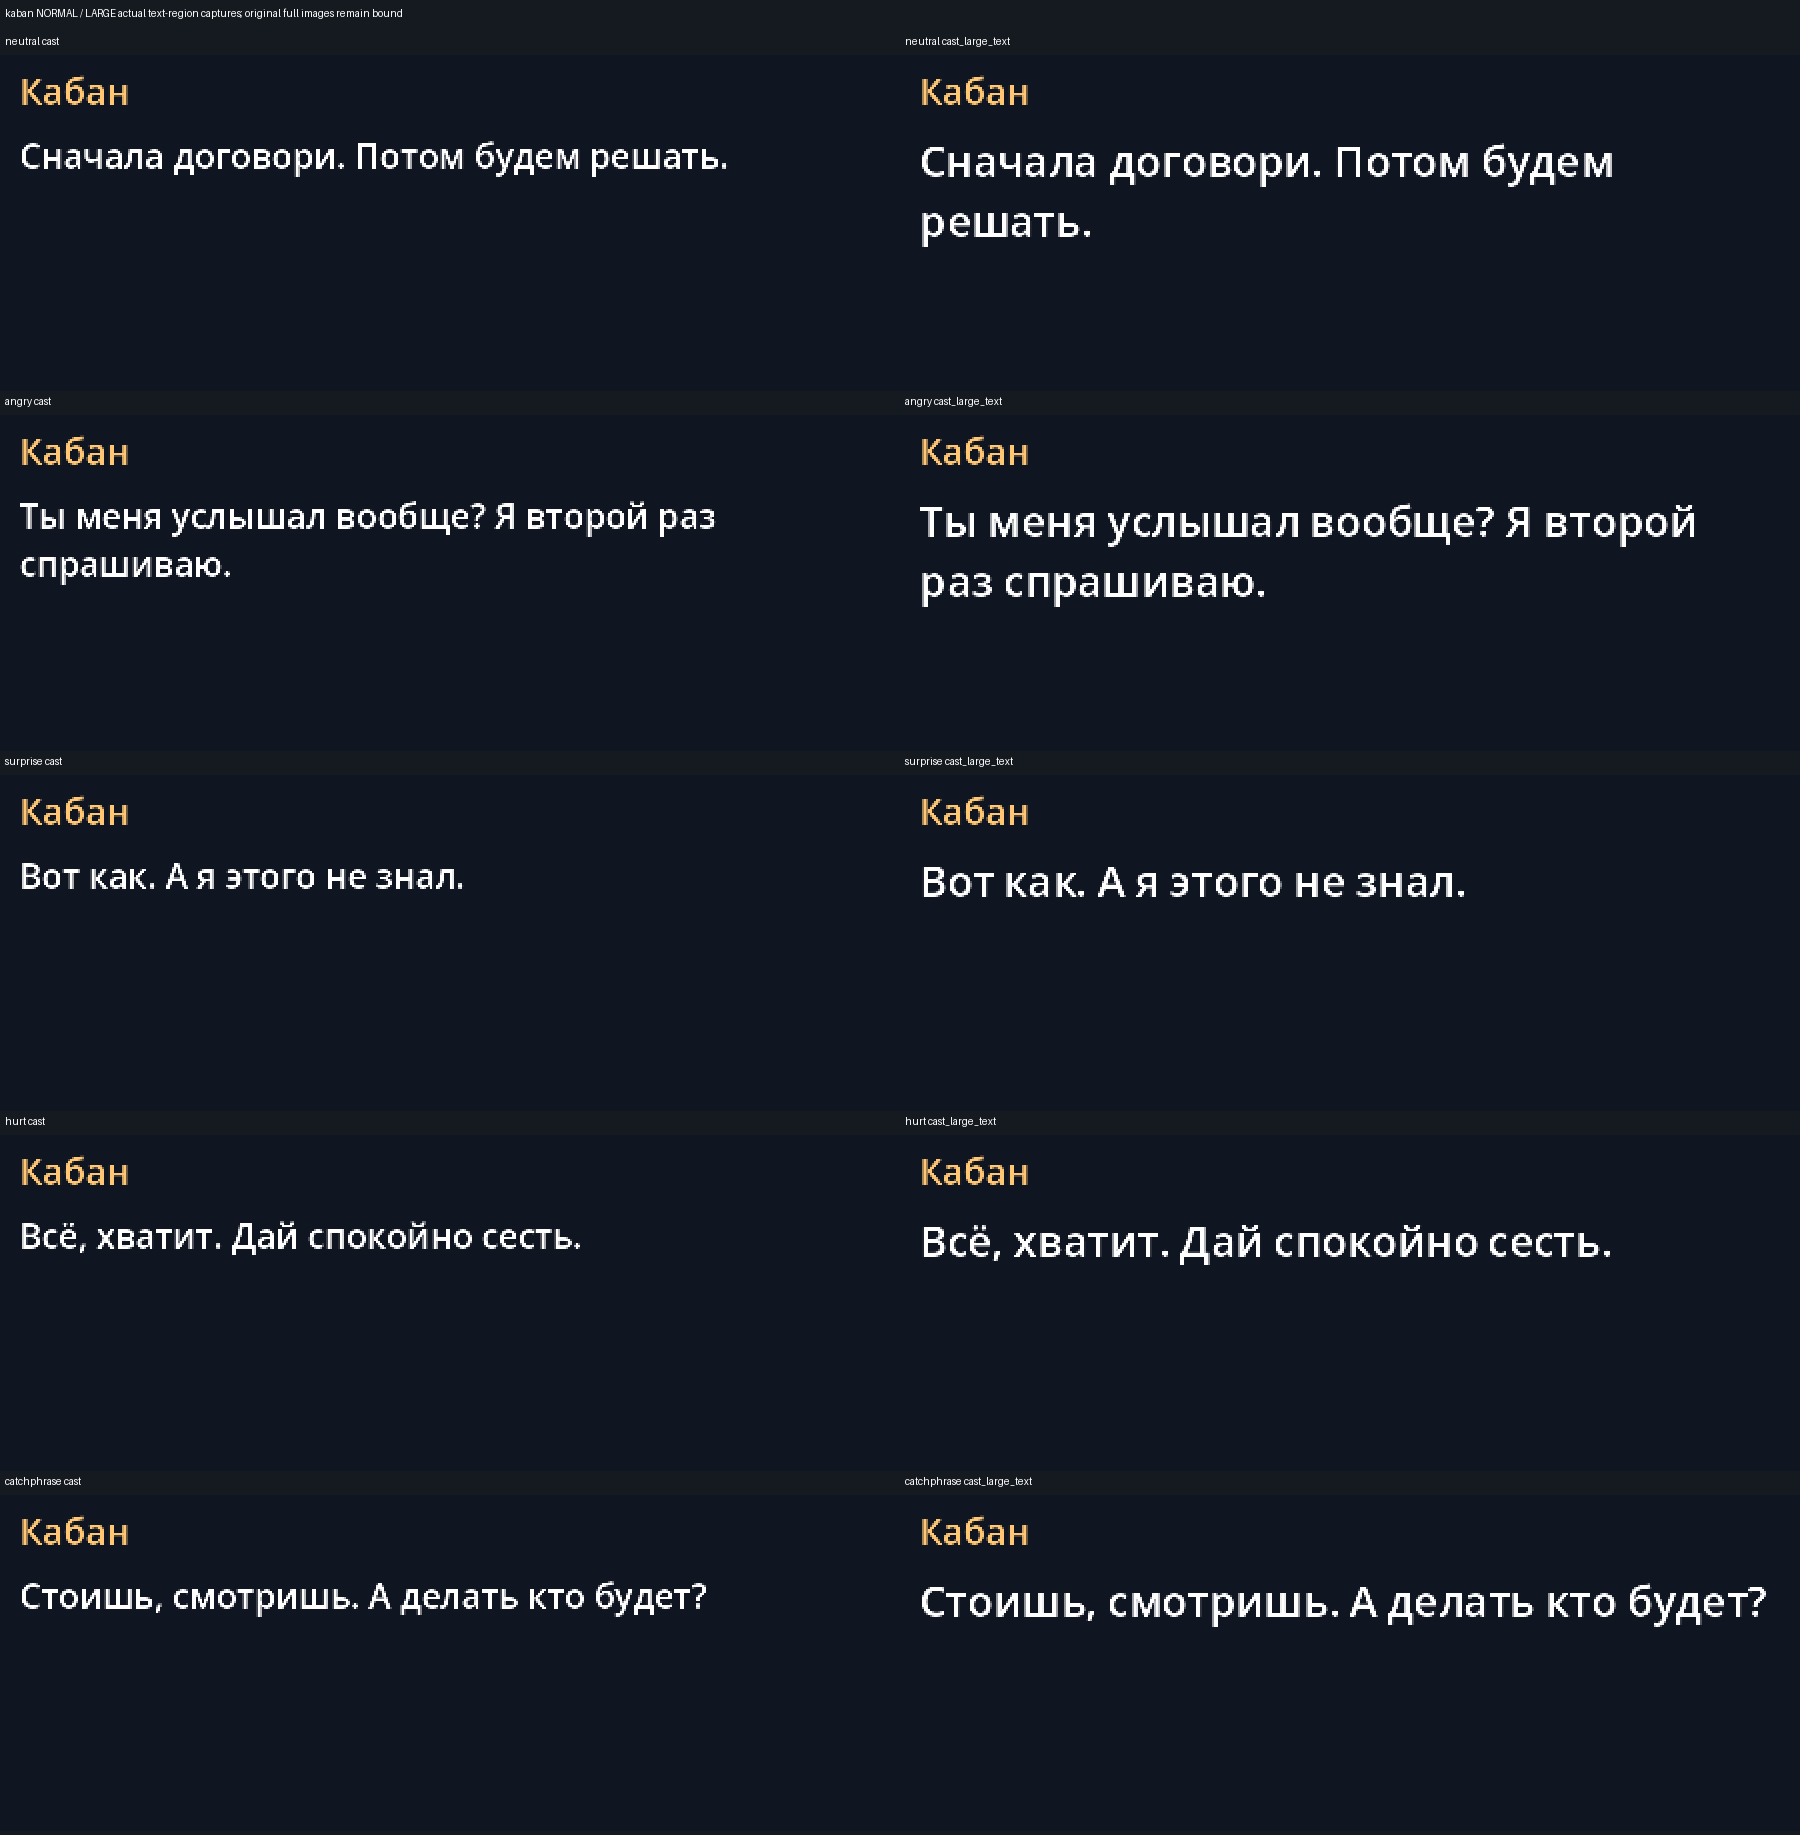 kaban NORMAL / LARGE actual text-region captures; original full images remain bound
neutral cast
Кабан
Сначала договори. Потом будем решать.
neutral cast_large_text
Кабан
Сначала договори. Потом будем
решать.
angry cast
Кабан
Ты меня услышал вообще? Я второй раз
спрашиваю.
angry cast_large_text
Кабан
Ты меня услышал вообще? Я второй
раз спрашиваю.
surprise cast
Кабан
Вот как. А я этого не знал.
surprise cast_large_text
Кабан
Вот как. А я этого не знал.
hurt cast
Кабан
Всё, хватит. Дай спокойно сесть.
hurt cast_large_text
Кабан
Всё, хватит. Дай спокойно сесть.
catchphrase cast
Кабан
Стоишь, смотришь. А делать кто будет?
catchphrase cast_large_text
Кабан
Стоишь, смотришь. А делать кто будет?